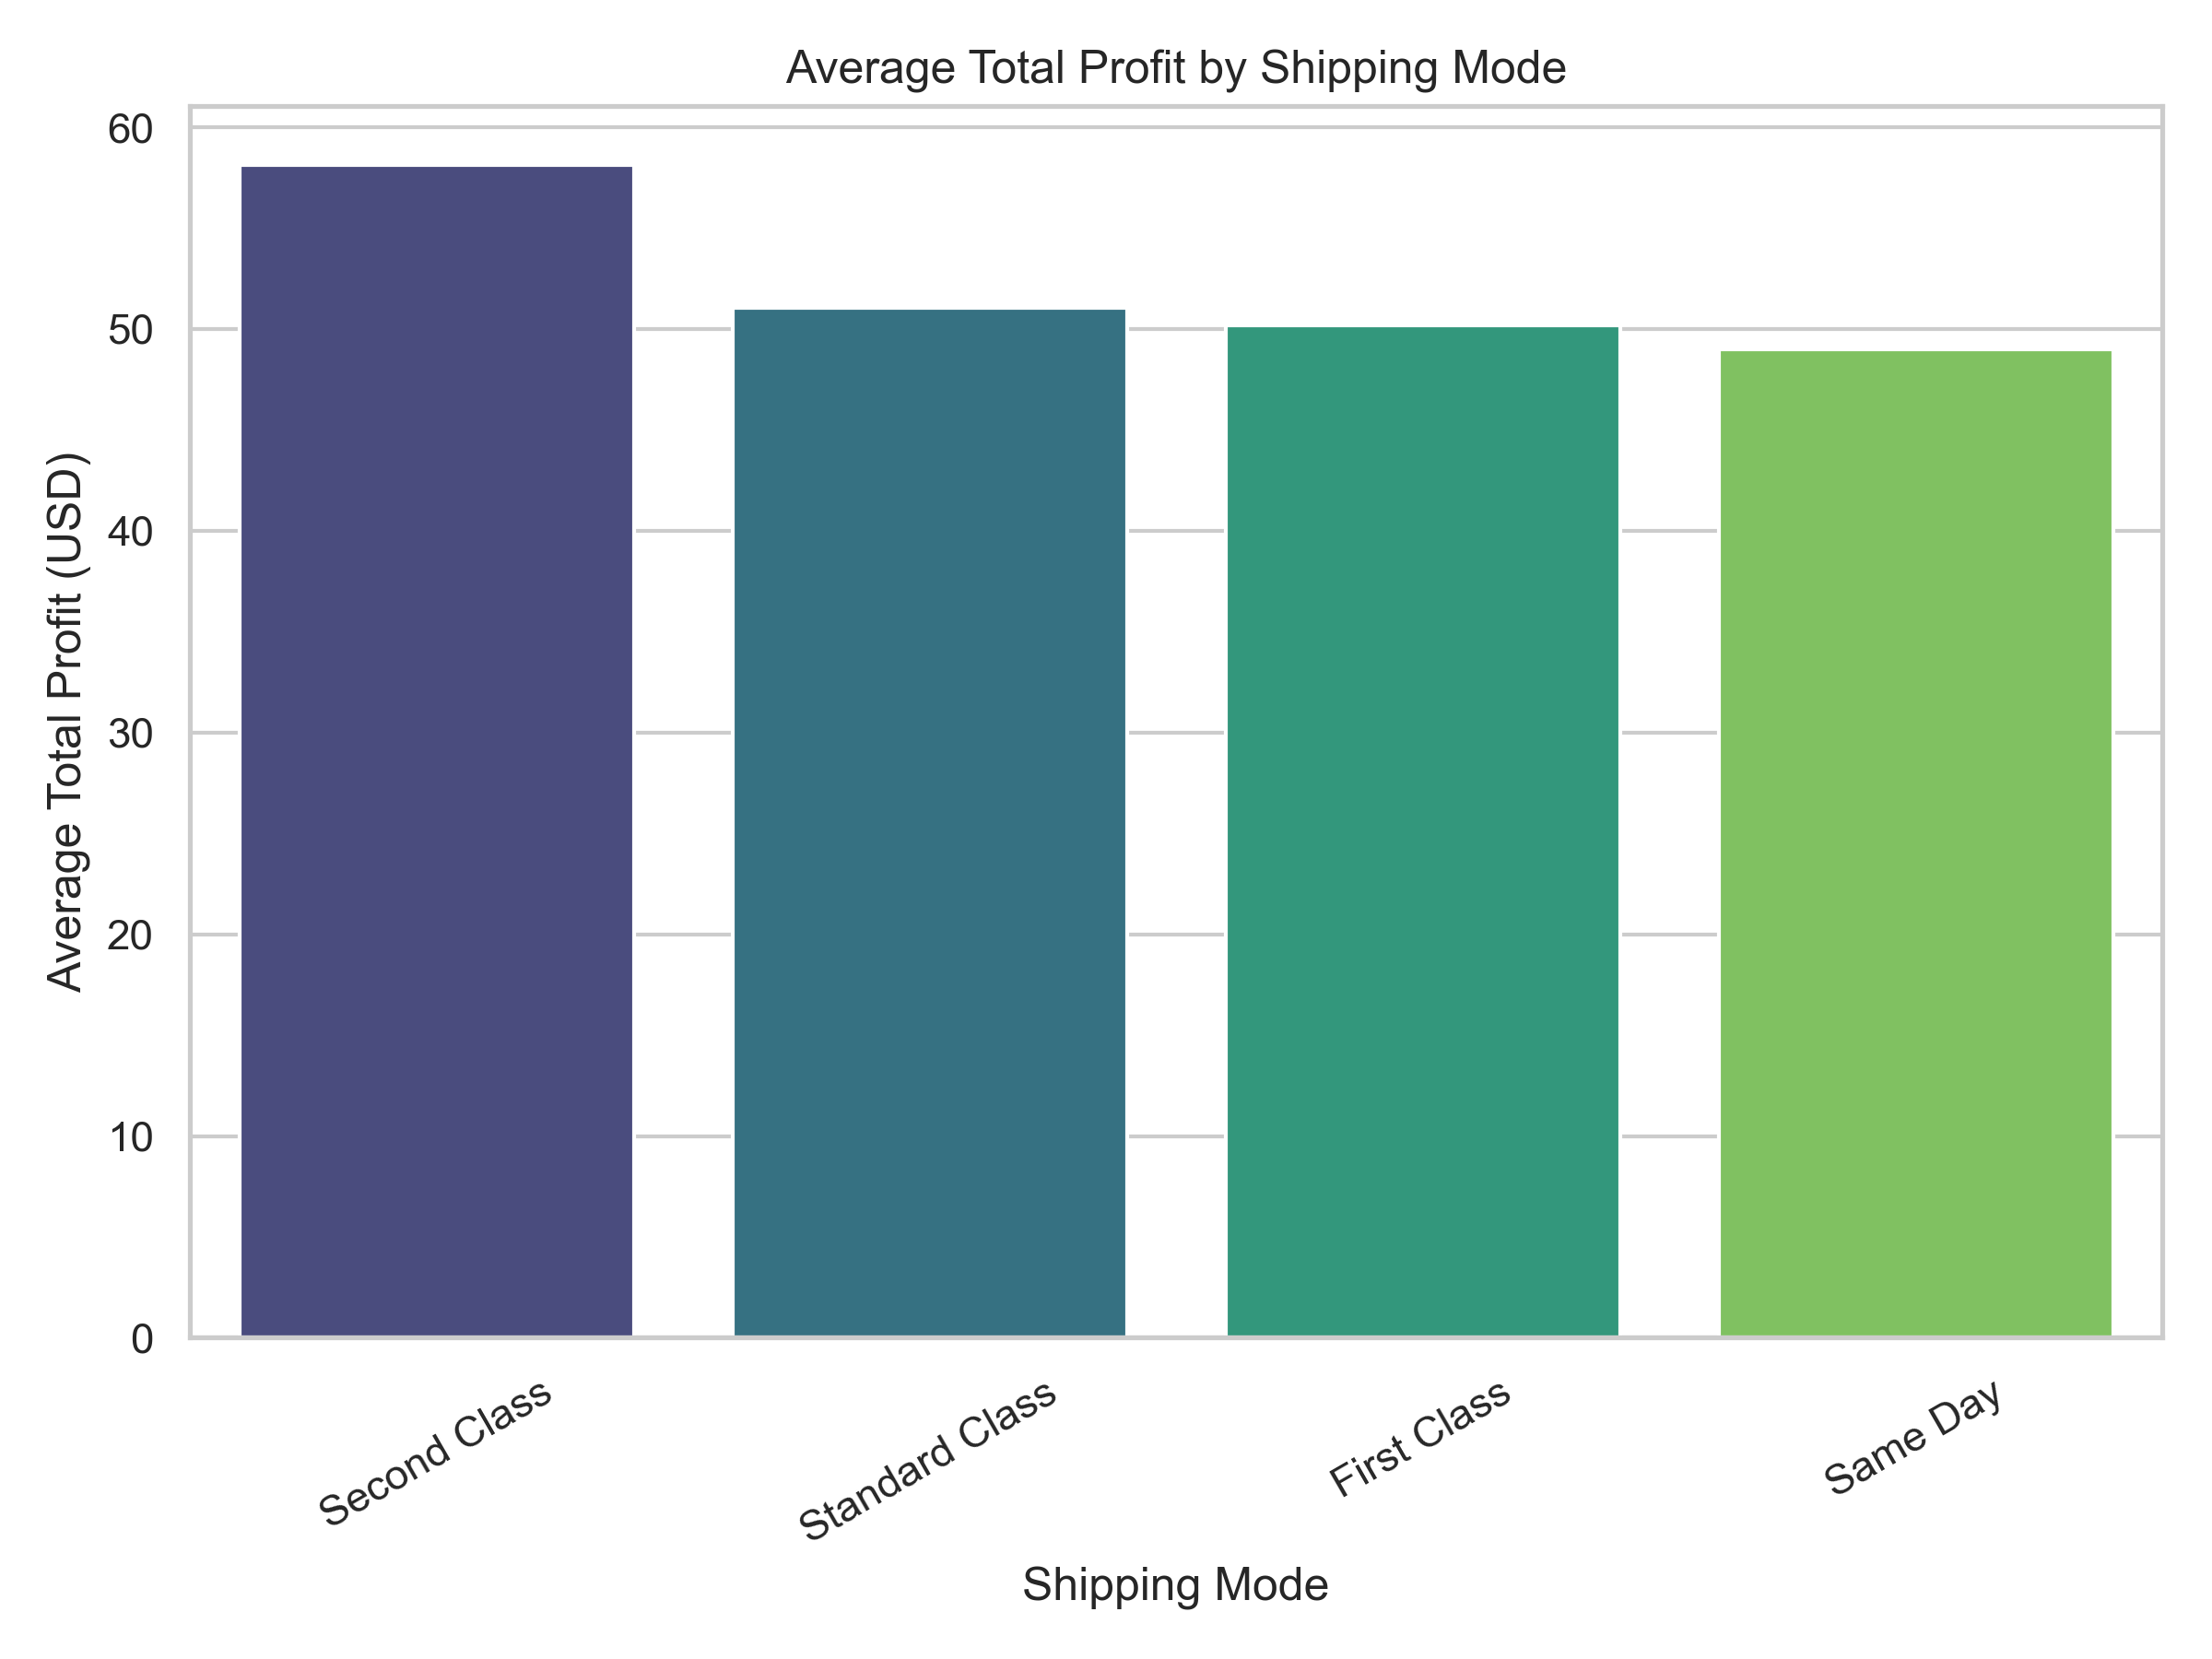 Average Total Profit by Shipping Mode
Average Total Profit (USD)
60
50
40
30
20
10
0
Second Class
Standard Class
First Class
Same Day
Shipping Mode